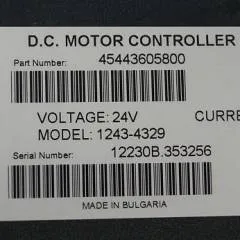 D.C. MOTOR CONTROLLER
Part Number: 45443605800
VOLTAGE: 24V CURRE
MODEL: 1243-4329
Serial Number: 12230B.353256
MADE IN BULGARIA